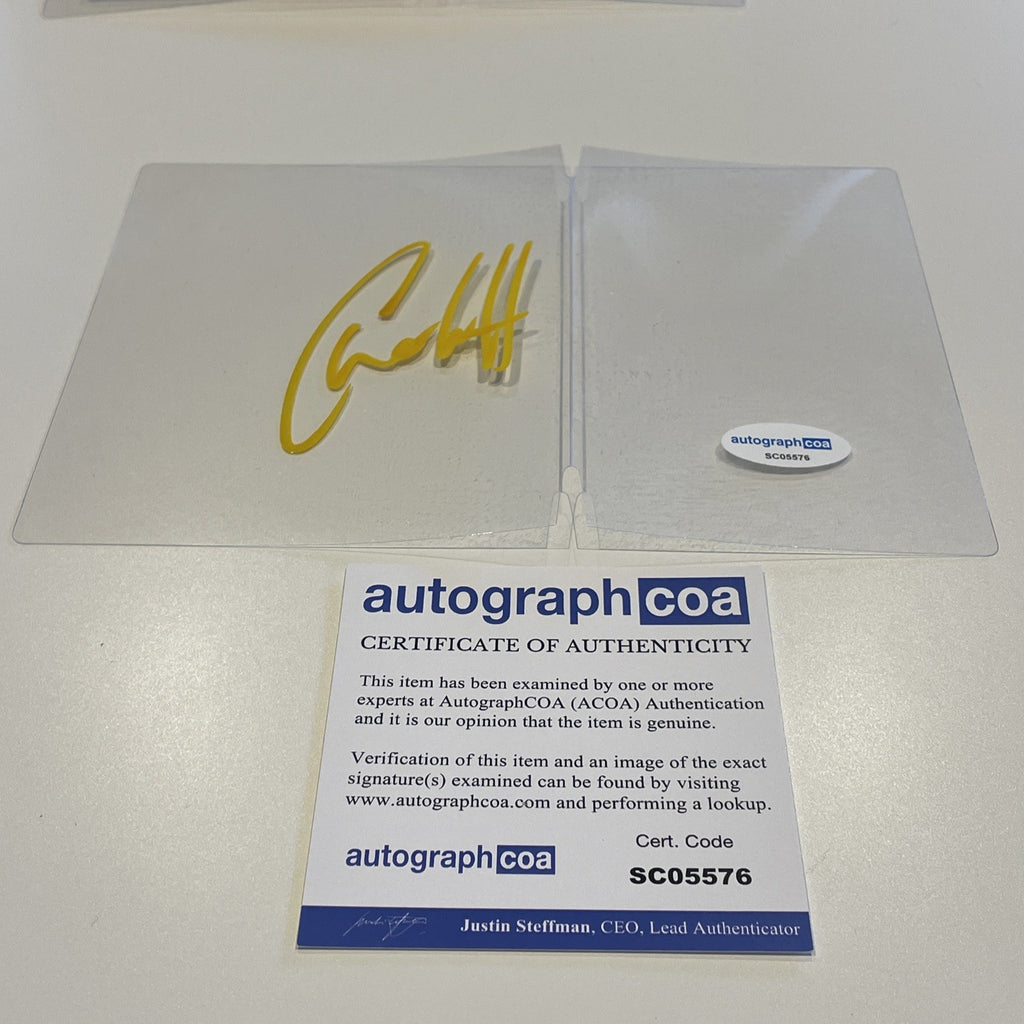 autographcoa
SC05576
autographcoa
CERTIFICATE OF AUTHENTICITY
This item has been examined by one or more
experts at AutographCOA (ACOA) Authentication
and it is our opinion that the item is genuine.
Verification of this item and an image of the exact
signature(s) examined can be found by visiting
www.autographcoa.com and performing a lookup.
Cert. Code
autographcoa
SC05576
Justin Steffman, CEO, Lead Authenticator